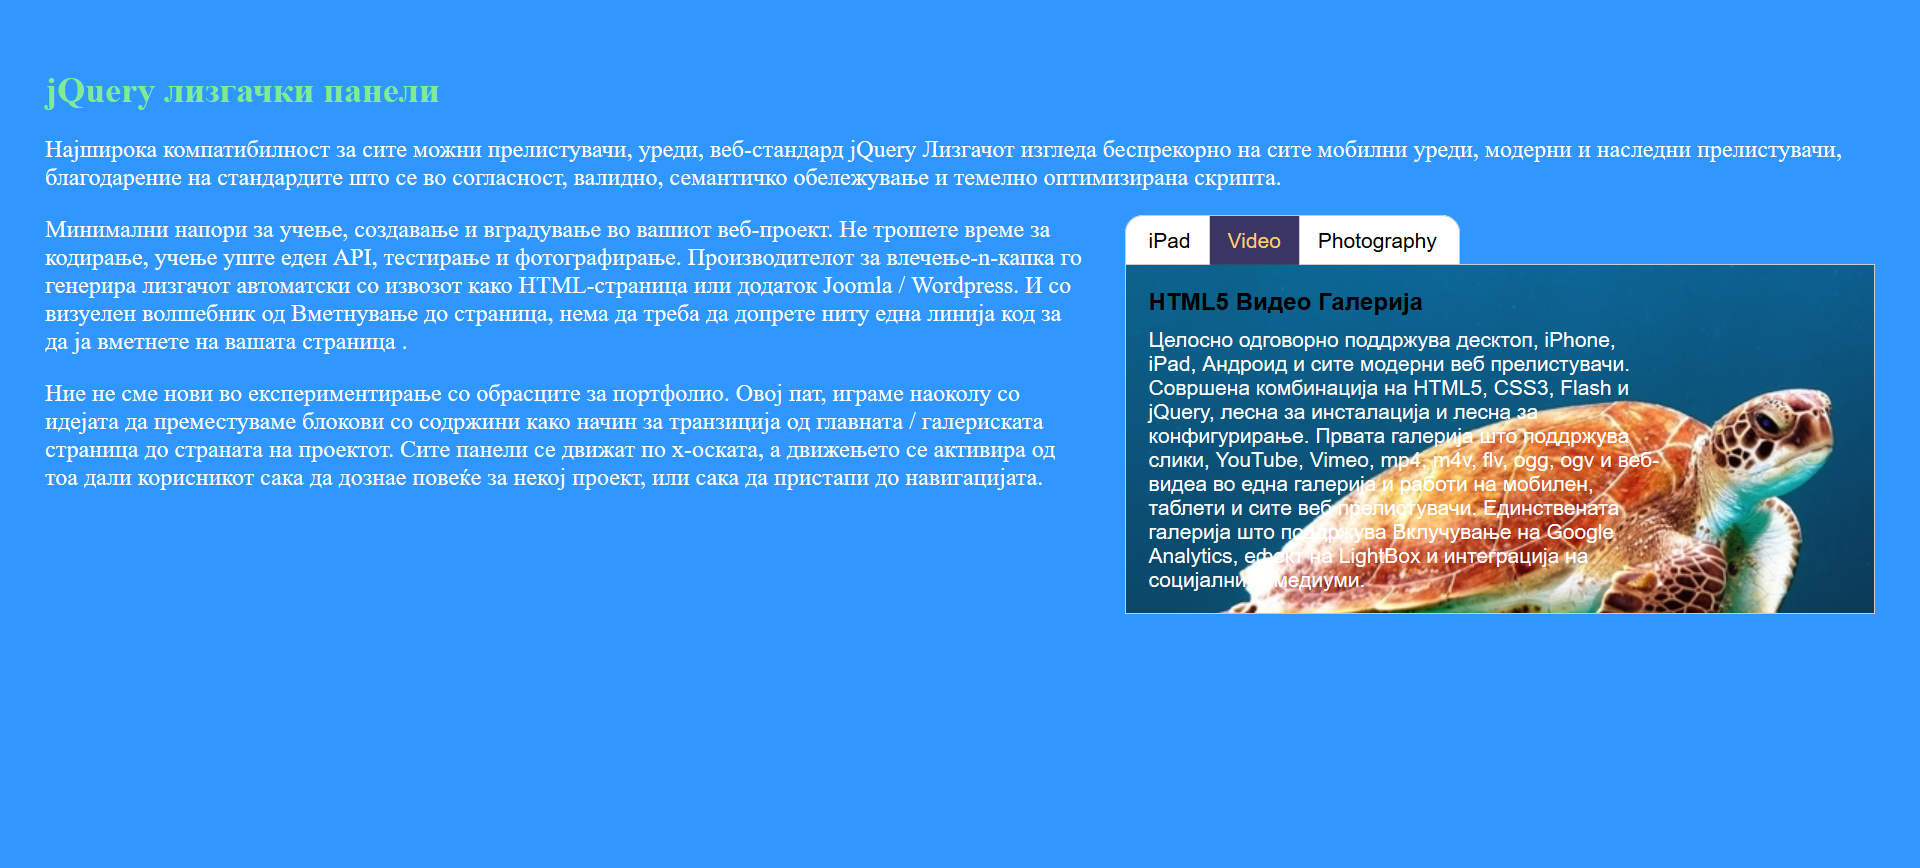 jQuery лизгачки панели
Најширока компатибилност за сите можни прелистувачи, уреди, веб-стандард jQuery Лизгачот изгледа беспрекорно на сите мобилни уреди, модерни и наследни прелистувачи,
благодарение на стандардите што се во согласност, валидно, семантичко обележување и темелно оптимизирана скрипта.
Минимални напори за учење, создавање и вградување во вашиот веб-проект. Не трошете време за
кодирање, учење уште еден API, тестирање и фотографирање. Производителот за влечење-n-капка го
генерира лизгачот автоматски со извозот како HTML-страница или додаток Joomla / Wordpress. И со
визуелен волшебник од Вметнување до страница, нема да треба да допрете ниту една линија код за
да ја вметнете на вашата страница .
Ние не сме нови во експериментирање со обрасците за портфолио. Овој пат, играме наоколу со
идејата да преместуваме блокови со содржини како начин за транзиција од главната / галериската
страница до страната на проектот. Сите панели се движат по x-оската, а движењето се активира од
тоа дали корисникот сака да дознае повеќе за некој проект, или сака да пристапи до навигацијата.
iPad Video Photography
HTML5 Видео Галерија
Целосно одговорно поддржува десктоп, iPhone,
iPad, Андроид и сите модерни веб прелистувачи.
Совршена комбинација на HTML5, CSS3, Flash и
jQuery, лесна за инсталација и лесна за
конфигурирање. Првата галерија што поддржува
слики, YouTube, Vimeo, mp4, m4v, flv, ogg, ogv и веб-
видеа во една галерија и работи на мобилен,
таблети и сите веб прелистувачи. Единствената
галерија што поддржува Вклучување на Google
Analytics, ефект на LightBox и интеграција на
социјалните медиуми.